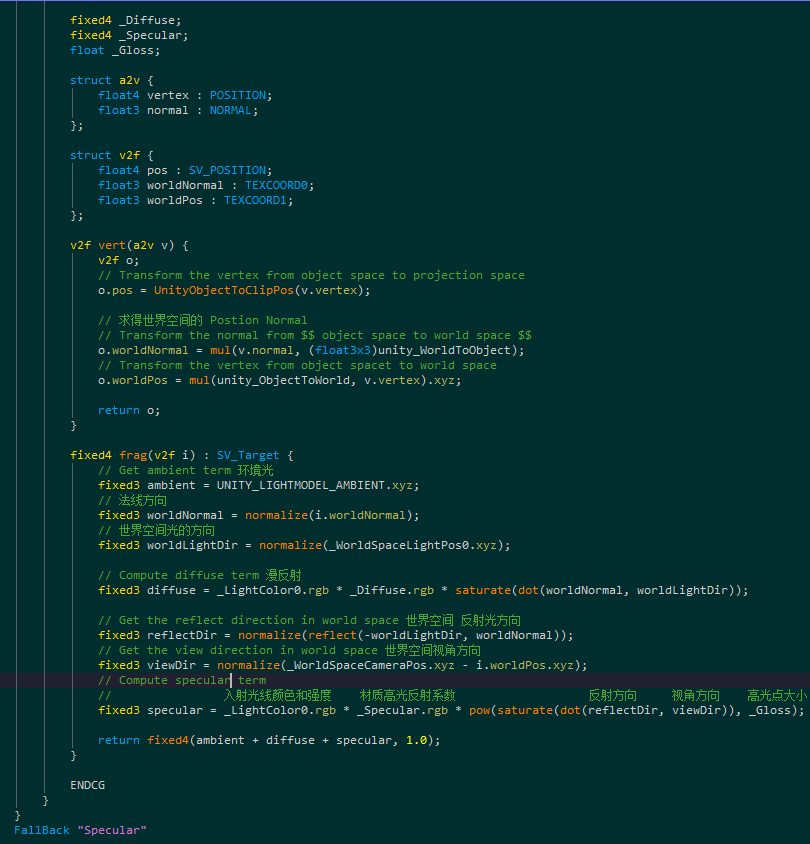 fixed4 _Diffuse;
fixed4 _Specular;
float _Gloss;
struct a2v {
float4 vertex : POSITION;
float3 normal : NORMAL;
};
struct v2f {
float4 pos : SV_POSITION;
float3 worldNormal : TEXCOORD0;
float3 worldPos : TEXCOORD1;
};
v2f vert(a2v v) {
v2f o;
// Transform the vertex from object space to projection space
o.pos = UnityObjectToClipPos(v.vertex);
// 求得世界空间的 Postion Normal
// Transform the normal from $$ object space to world space $$
o.worldNormal = mul(v.normal, (float3x3)unity_WorldToObject);
// Transform the vertex from object spacet to world space
o.worldPos = mul(unity_ObjectToWorld, v.vertex).xyz;
return o;
}
fixed4 frag(v2f i) : SV_Target {
// Get ambient term 环境光
fixed3 ambient = UNITY_LIGHTMODEL_AMBIENT.xyz;
// 法线方向
fixed3 worldNormal = normalize(i.worldNormal);
// 世界空间光的方向
fixed3 worldLightDir = normalize(_WorldSpaceLightPos0.xyz);
// Compute diffuse term 漫反射
fixed3 diffuse = _LightColor0.rgb * _Diffuse.rgb * saturate(dot(worldNormal, worldLightDir));
// Get the reflect direction in world space 世界空间 反射光方向
fixed3 reflectDir = normalize(reflect(-worldLightDir, worldNormal));
// Get the view direction in world space 世界空间视角方向
fixed3 viewDir = normalize(_WorldSpaceCameraPos.xyz - i.worldPos.xyz);
// Compute specular term
// 入射光线颜色和强度 材质高光反射系数 反射方向 视角方向 高光点大小
fixed3 specular = _LightColor0.rgb * _Specular.rgb * pow(saturate(dot(reflectDir, viewDir)), _Gloss);
return fixed4(ambient + diffuse + specular, 1.0);
}
ENDCG
}
}
FallBack "Specular"